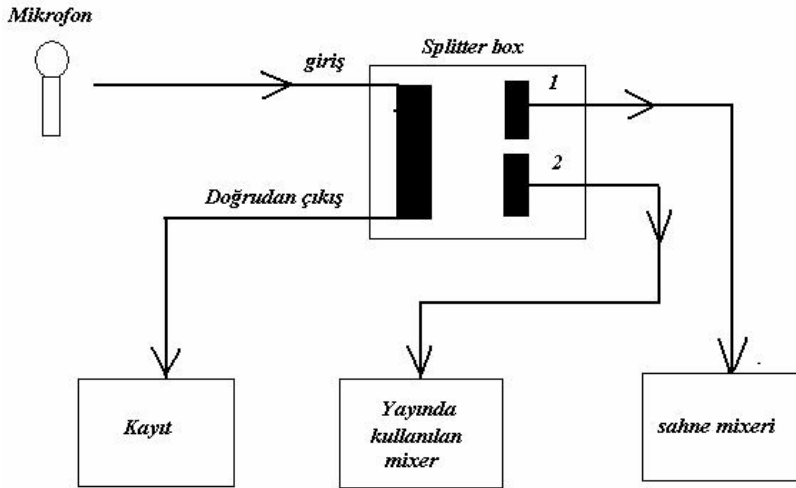 Mikrofon
giriş
Splitter box
1
2
Doğrudan çıkış
Kayıt
Yayında
kullanılan
mixer
sahne mixeri